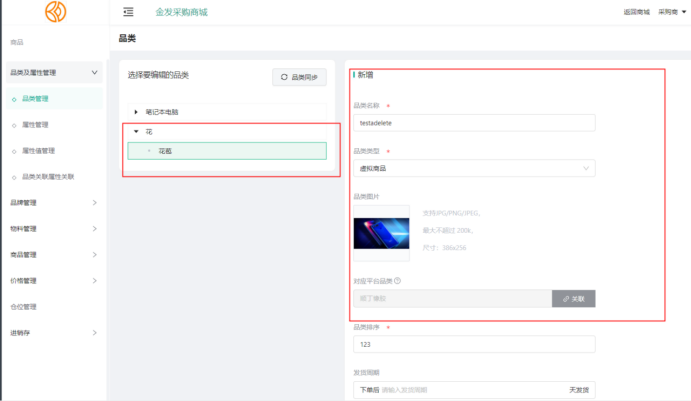 金发采购商城
返回商城 采购商
商品
品类
品类及属性管理
品类管理
属性管理
属性值管理
品类关联属性关联
品牌管理
物料管理
商品管理
价格管理
仓位管理
进销存
选择要编辑的品类
品类同步
笔记本电脑
花
花苞
新增
品类名称 *
testadelete
品类类型 *
虚拟商品
品类图片
支持JPG/PNG/JPEG,
最大不超过 200k,
尺寸: 386x256
对应平台品类
关联
品类排序 *
123
发货周期
下单后 请输入发货周期 天发货